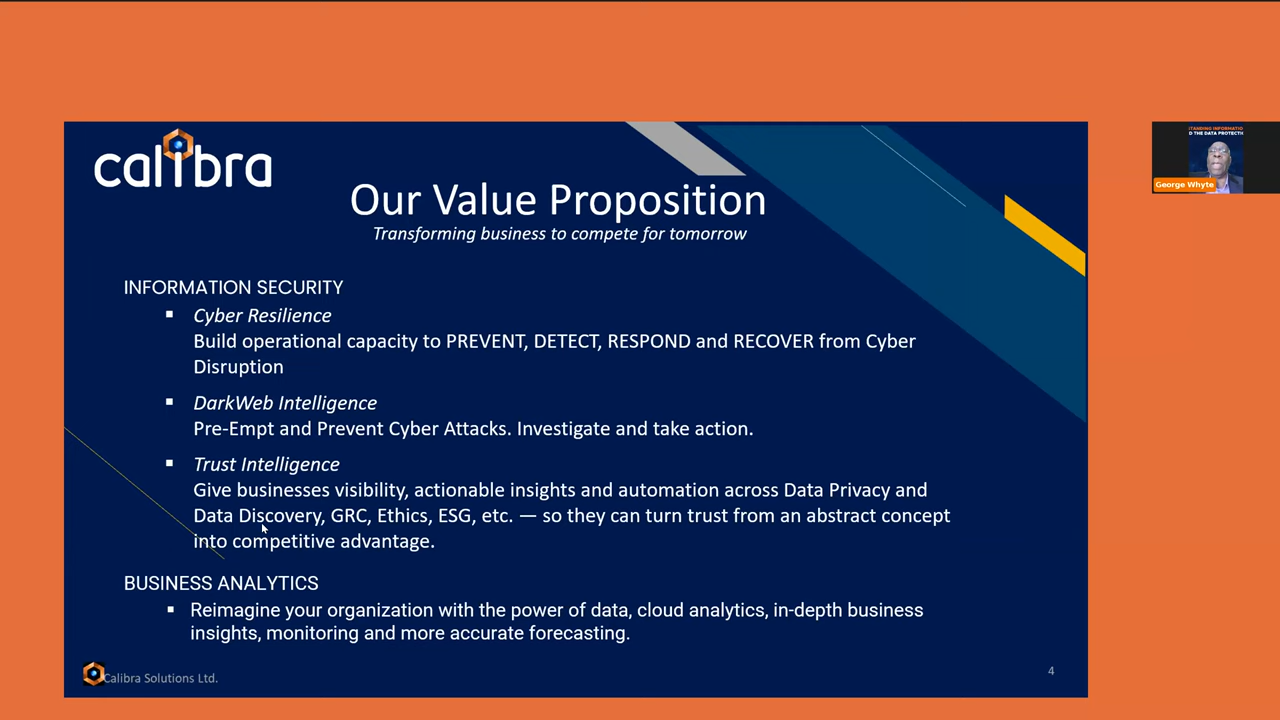 calibra
Our Value Proposition
Transforming business to compete for tomorrow
INFORMATION SECURITY
▪ Cyber Resilience
Build operational capacity to PREVENT, DETECT, RESPOND and RECOVER from Cyber
Disruption
▪ DarkWeb Intelligence
Pre-Empt and Prevent Cyber Attacks. Investigate and take action.
▪ Trust Intelligence
Give businesses visibility, actionable insights and automation across Data Privacy and
Data Discovery, GRC, Ethics, ESG, etc. — so they can turn trust from an abstract concept
into competitive advantage.
BUSINESS ANALYTICS
▪ Reimagine your organization with the power of data, cloud analytics, in-depth business
insights, monitoring and more accurate forecasting.
Calibra Solutions Ltd.
4
George Whyte